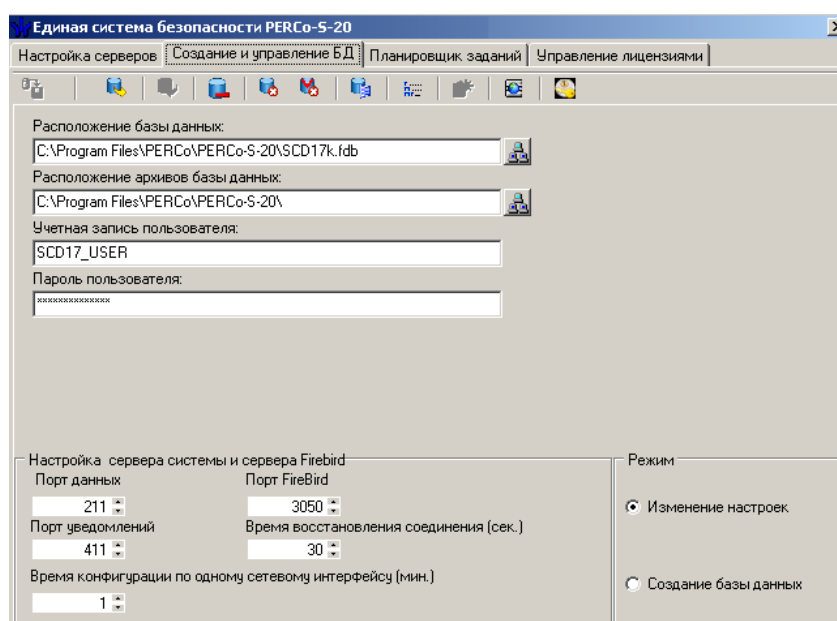 Единая система безопасности PERCo-S-20
Настройка серверов Создание и управление БД Планировщик заданий Управление лицензиями
Расположение базы данных:
C:\Program Files\PERCo\PERCo-S-20\SCD17k.fdb
Расположение архивов базы данных:
C:\Program Files\PERCo\PERCo-S-20\
Учетная запись пользователя:
SCD17_USER
Пароль пользователя:
××××××××××××××
Настройка сервера системы и сервера Firebird Режим
Порт данных Порт FireBird
211 3050 Изменение настроек
Порт уведомлений Время восстановления соединения (сек.)
411 30
Время конфигурации по одному сетевому интерфейсу (мин.) Создание базы данных
1